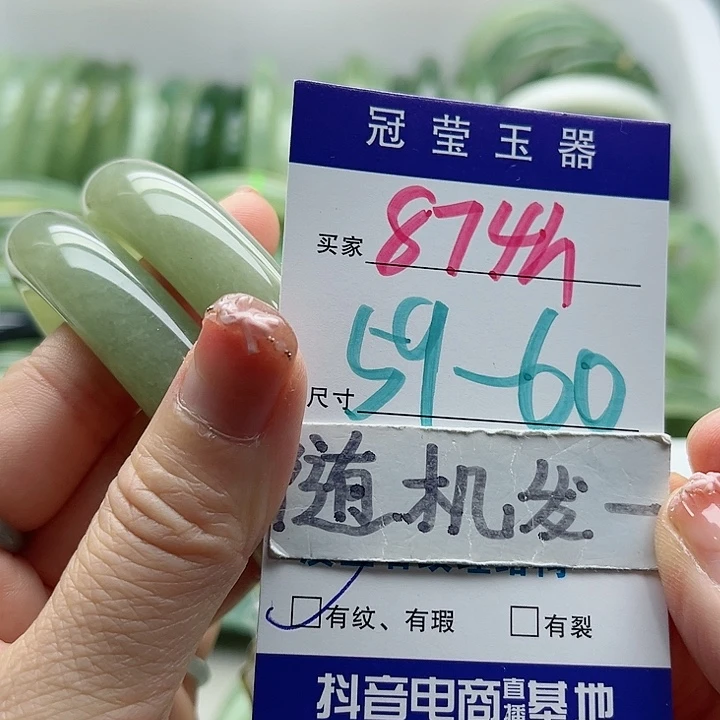 冠莹玉器
买家 874h
尺寸 59-60
随机发一
□有纹、有瑕 □有裂
抖音电商直播基地